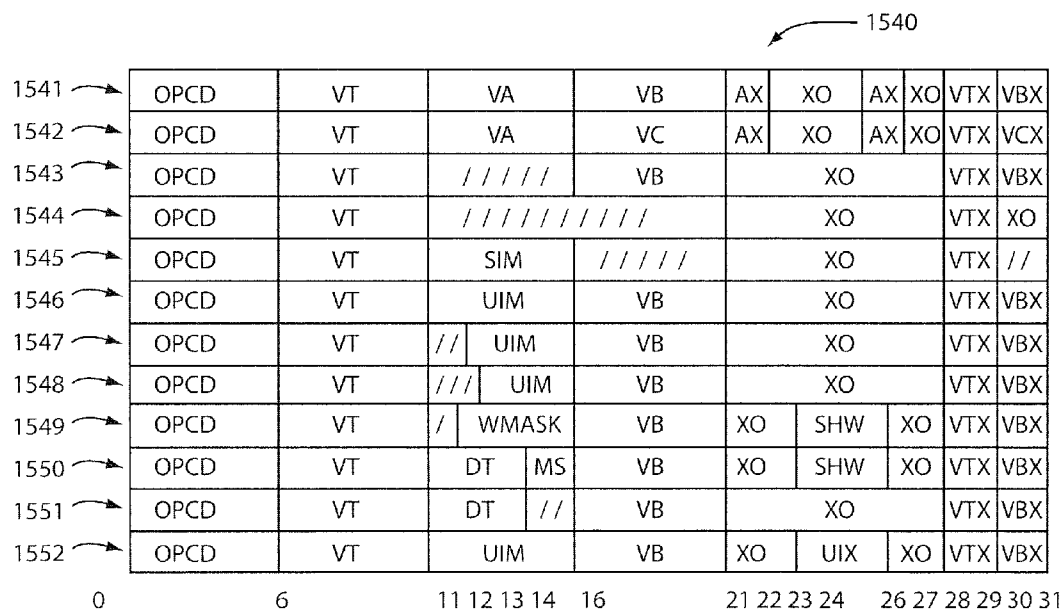 1540
1541 OPCD VT VA VB AX XO AX XO VTX VBX
1542 OPCD VT VA VC AX XO AX XO VTX VCX
1543 OPCD VT / / / / / VB XO VTX VBX
1544 OPCD VT / / / / / / / / / / XO VTX XO
1545 OPCD VT SIM / / / / / XO VTX / /
1546 OPCD VT UIM VB XO VTX VBX
1547 OPCD VT / / UIM VB XO VTX VBX
1548 OPCD VT / / / UIM VB XO VTX VBX
1549 OPCD VT / WMASK VB XO SHW XO VTX VBX
1550 OPCD VT DT MS VB XO SHW XO VTX VBX
1551 OPCD VT DT / / VB XO VTX VBX
1552 OPCD VT UIM VB XO UIX XO VTX VBX
0 6 11 12 13 14 16 21 22 23 24 26 27 28 29 30 31